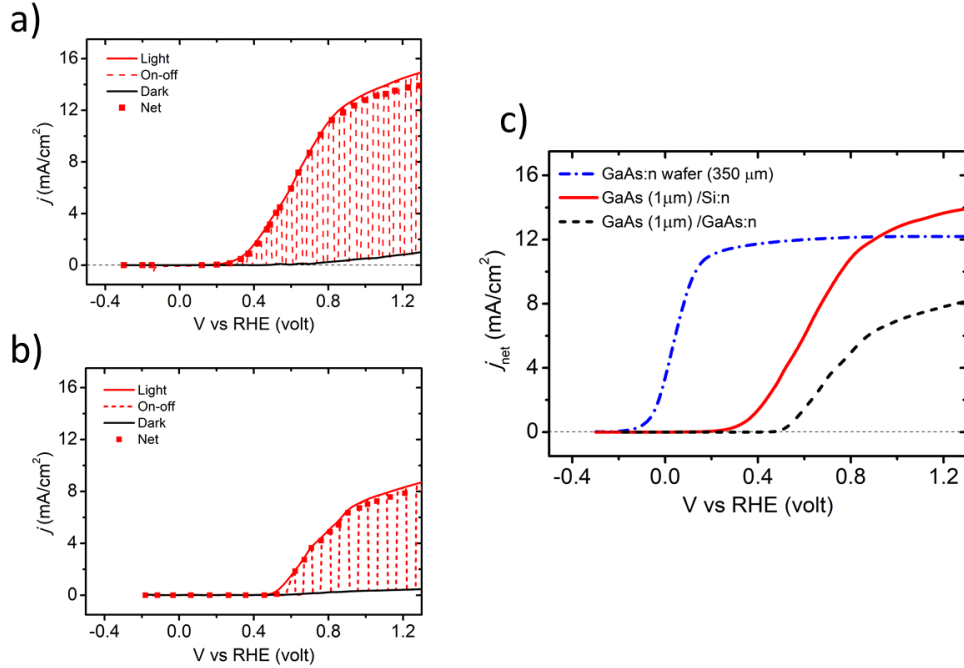 a)
16
12
8
4
0
j (mA/cm²)
Light
On-off
Dark
Net
-0.4 0.0 0.4 0.8 1.2
V vs RHE (volt)
b)
16
12
8
4
0
j (mA/cm²)
Light
On-off
Dark
Net
-0.4 0.0 0.4 0.8 1.2
V vs RHE (volt)
c)
16
12
8
4
0
jnet (mA/cm²)
GaAs:n wafer (350 μm)
GaAs (1μm) /Si:n
GaAs (1μm) /GaAs:n
-0.4 0.0 0.4 0.8 1.2
V vs RHE (volt)